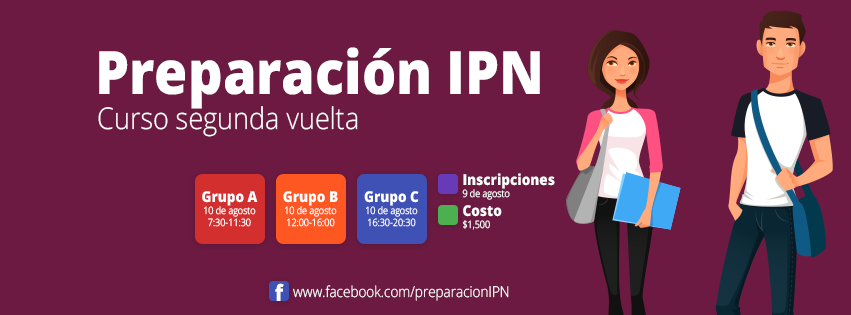 Preparación IPN
Curso segunda vuelta
Grupo A
10 de agosto
7:30-11:30
Grupo B
10 de agosto
12:00-16:00
Grupo C
10 de agosto
16:30-20:30
Inscripciones
9 de agosto
Costo
$1,500
f www.facebook.com/preparacionIPN